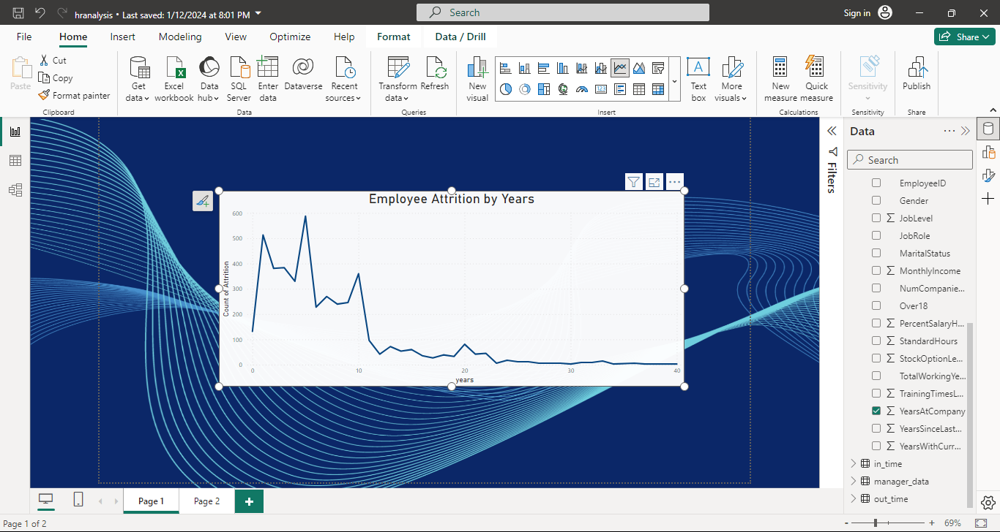 hranalysis • Last saved: 1/12/2024 at 8:01 PM
Search
Sign in
File
Home
Insert
Modeling
View
Optimize
Help
Format
Data / Drill
Share
Paste
Cut
Copy
Format painter
Clipboard
Get data
Excel workbook
Data hub
SQL Server
Enter data
Dataverse
Recent sources
Data
Transform data
Refresh
Queries
New visual
123
Text box
More visuals
Insert
New measure
Quick measure
Calculations
Sensitivity
Sensitivity
Publish
Share
Employee Attrition by Years
600
500
400
300
200
100
0
Count of Attrition
0
10
20
30
40
years
Filters
Data
Search
EmployeeID
Gender
JobLevel
JobRole
MaritalStatus
MonthlyIncome
NumCompanie...
Over18
PercentSalaryH...
StandardHours
StockOptionLe...
TotalWorkingYe...
TrainingTimesL...
YearsAtCompany
YearsSinceLast...
YearsWithCurr...
in_time
manager_data
out_time
Page 1
Page 2
Page 1 of 2
69%